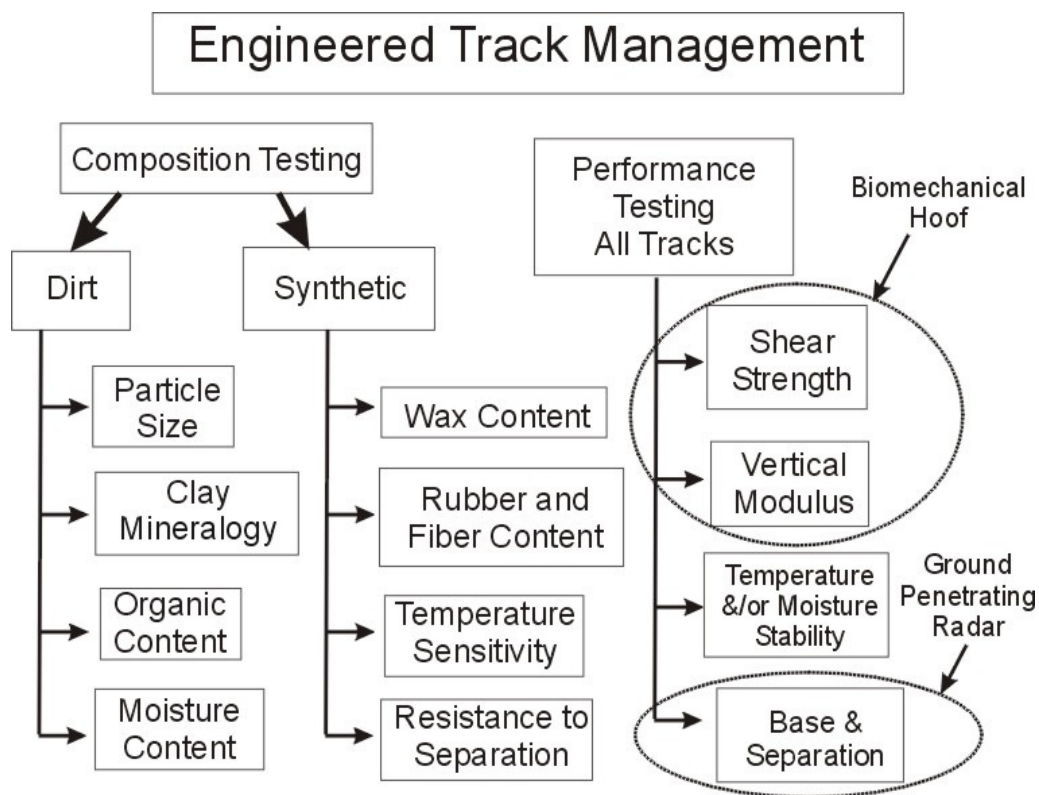 Engineered Track Management
Composition Testing
Dirt
Particle
Size
Clay
Mineralogy
Organic
Content
Moisture
Content
Synthetic
Wax Content
Rubber and
Fiber Content
Temperature
Sensitivity
Resistance to
Separation
Performance
Testing
All Tracks
Biomechanical
Hoof
Shear
Strength
Vertical
Modulus
Temperature
&/or Moisture
Stability
Ground
Penetrating
Radar
Base &
Separation